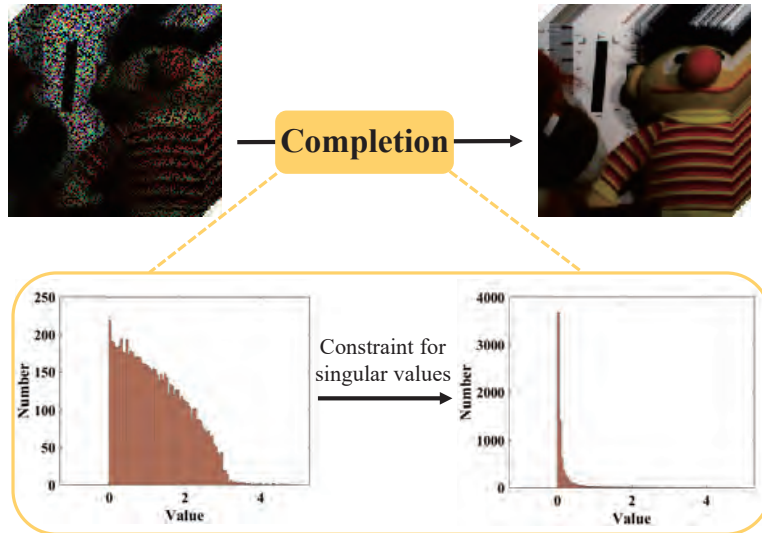 Completion
250
200
150
100
50
0
Number
0 2 4
Value
Constraint for
singular values
4000
3000
2000
1000
0
Number
0 2 4
Value